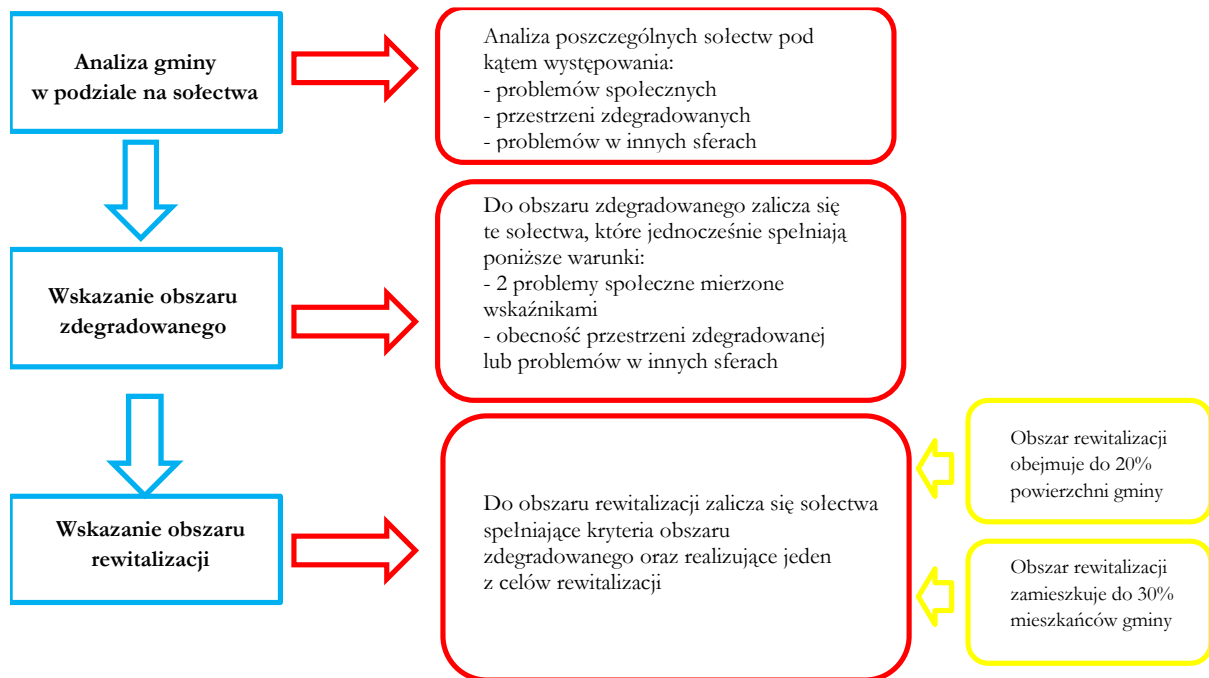 Analiza gminy
w podziale na sołectwa
Analiza poszczególnych sołectw pod
kątem występowania:
- problemów społecznych
- przestrzeni zdegradowanych
- problemów w innych sferach
Wskazanie obszaru
zdegradowanego
Do obszaru zdegradowanego zalicza się
te sołectwa, które jednocześnie spełniają
poniższe warunki:
- 2 problemy społeczne mierzone
wskaźnikami
- obecność przestrzeni zdegradowanej
lub problemów w innych sferach
Wskazanie obszaru
rewitalizacji
Do obszaru rewitalizacji zalicza się sołectwa
spełniające kryteria obszaru
zdegradowanego oraz realizujące jeden
z celów rewitalizacji
Obszar rewitalizacji
obejmuje do 20%
powierzchni gminy
Obszar rewitalizacji
zamieszkuje do 30%
mieszkańców gminy